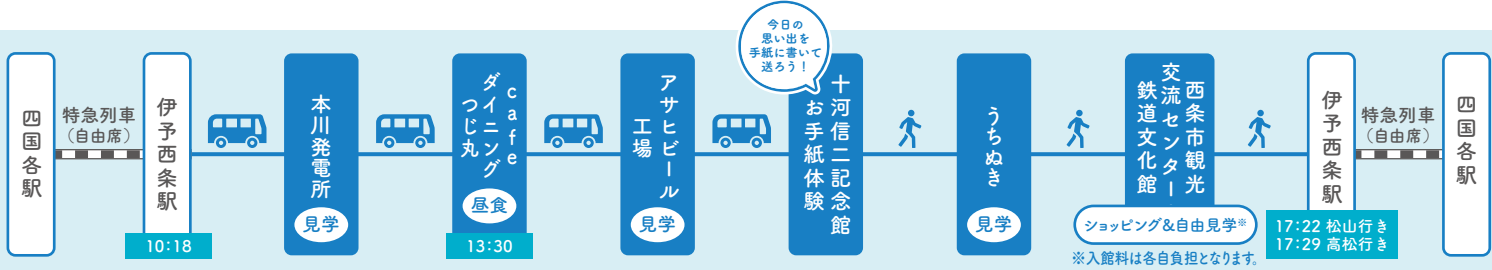 四国各駅
特急列車
（自由席）
伊予西条駅
10:18
本川発電所
見学
cafe
ダイニング
つじ丸
昼食
13:30
アサヒビール
工場
見学
今日の
思い出を
手紙に書いて
送ろう！
十河信二記念館
お手紙体験
うちぬき
見学
西条市観光
交流センター
鉄道文化館
ショッピング&自由見学※
※入館料は各自負担となります。
伊予西条駅
17:22 松山行き
17:29 高松行き
特急列車
（自由席）
四国各駅